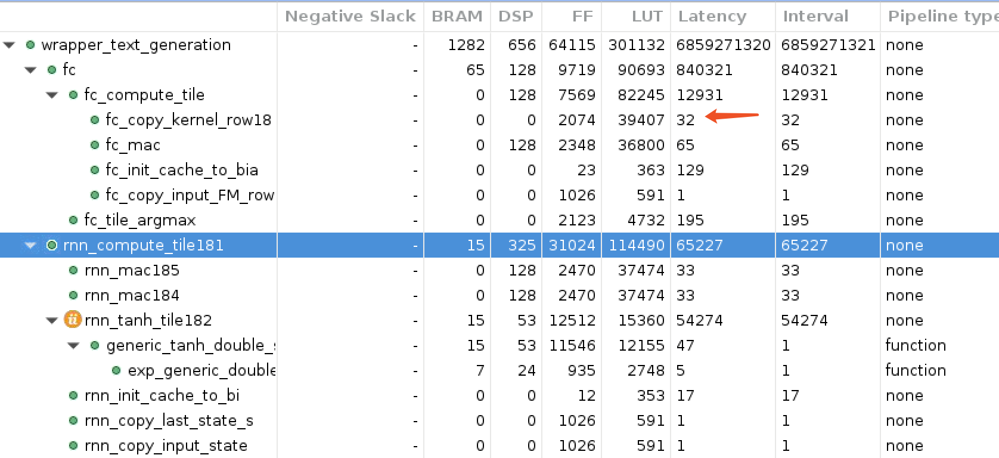 Negative Slack BRAM DSP FF LUT Latency Interval Pipeline type
wrapper_text_generation - 1282 656 64115 301132 6859271320 6859271321 none
fc - 65 128 9719 90693 840321 840321 none
fc_compute_tile - 0 128 7569 82245 12931 12931 none
fc_copy_kernel_row18 - 0 0 2074 39407 32 32 none
fc_mac - 0 128 2348 36800 65 65 none
fc_init_cache_to_bia - 0 0 23 363 129 129 none
fc_copy_input_FM_row - 0 0 1026 591 1 1 none
fc_tile_argmax - 0 0 2123 4732 195 195 none
rnn_compute_tile181 - 15 325 31024 114490 65227 65227 none
rnn_mac185 - 0 128 2470 37474 33 33 none
rnn_mac184 - 0 128 2470 37474 33 33 none
ii rnn_tanh_tile182 - 15 53 12512 15360 54274 54274 none
generic_tanh_double_s - 15 53 11546 12155 47 1 function
exp_generic_double - 7 24 935 2748 5 1 function
rnn_init_cache_to_bi - 0 0 12 353 17 17 none
rnn_copy_last_state_s - 0 0 1026 591 1 1 none
rnn_copy_input_state - 0 0 1026 591 1 1 none